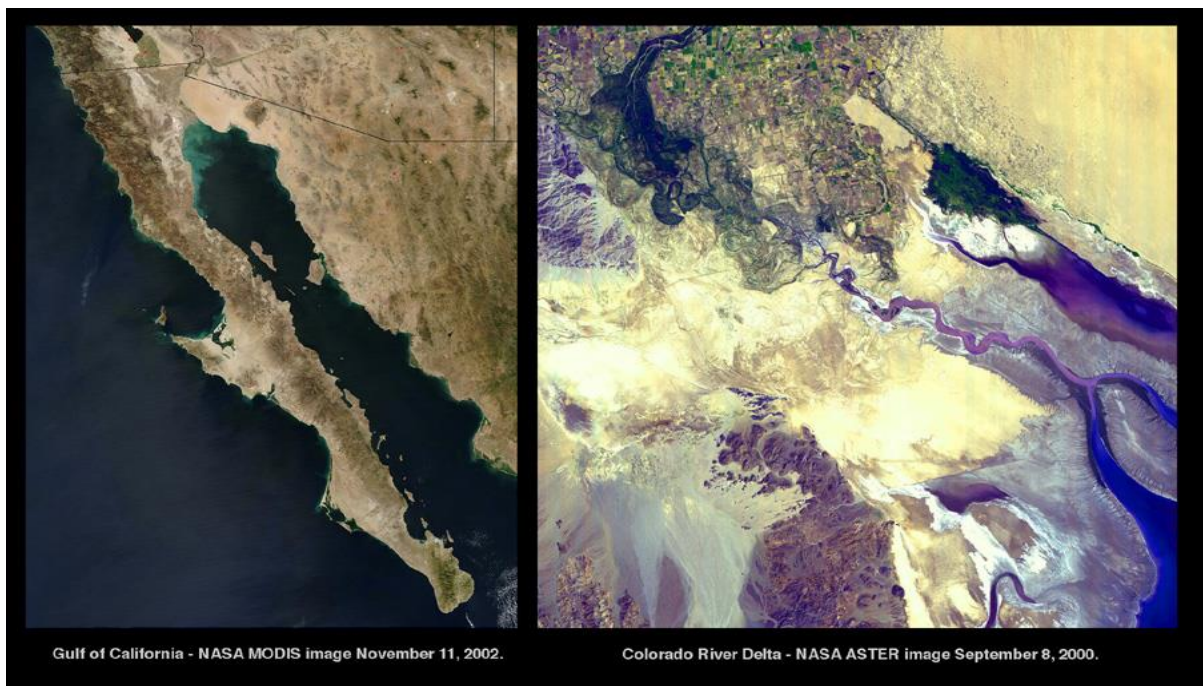 Gulf of California - NASA MODIS image November 11, 2002.
Colorado River Delta - NASA ASTER image September 8, 2000.